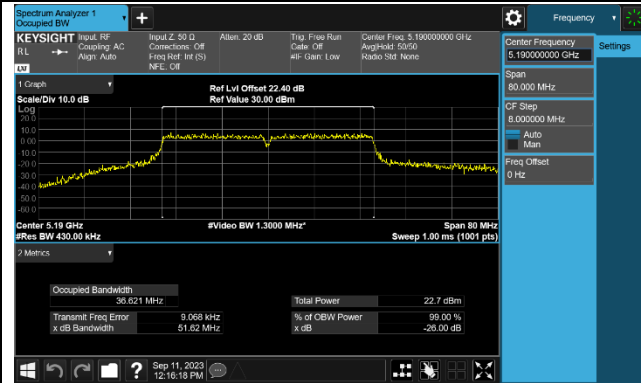 Spectrum Analyzer 1
Occupied BW
+
Frequency
KEYSIGHT
RL
LXI
Input: RF
Coupling: AC
Align: Auto
Input Z: 50 Ω
Corrections: Off
Freq Ref: Int (S)
NFE: Off
Atten: 20 dB
Trig: Free Run
Gate: Off
#IF Gain: Low
Center Freq: 5.190000000 GHz
Avg|Hold: 50/50
Radio Std: None
Center Frequency
5.190000000 GHz
Settings
Span
80.000 MHz
CF Step
8.000000 MHz
Auto
Man
Freq Offset
0 Hz
1 Graph
Scale/Div 10.0 dB
Ref Lvl Offset 22.40 dB
Ref Value 30.00 dBm
Log
20.0
10.0
0.00
-10.0
-20.0
-30.0
-40.0
-50.0
-60.0
Center 5.19 GHz
#Video BW 1.3000 MHz*
Span 80 MHz
#Res BW 430.00 kHz
Sweep 1.00 ms (1001 pts)
2 Metrics
Occupied Bandwidth
36.621 MHz
Total Power
22.7 dBm
Transmit Freq Error
9.068 kHz
% of OBW Power
99.00 %
x dB Bandwidth
51.62 MHz
x dB
-26.00 dB
?
Sep 11, 2023
12:16:18 PM